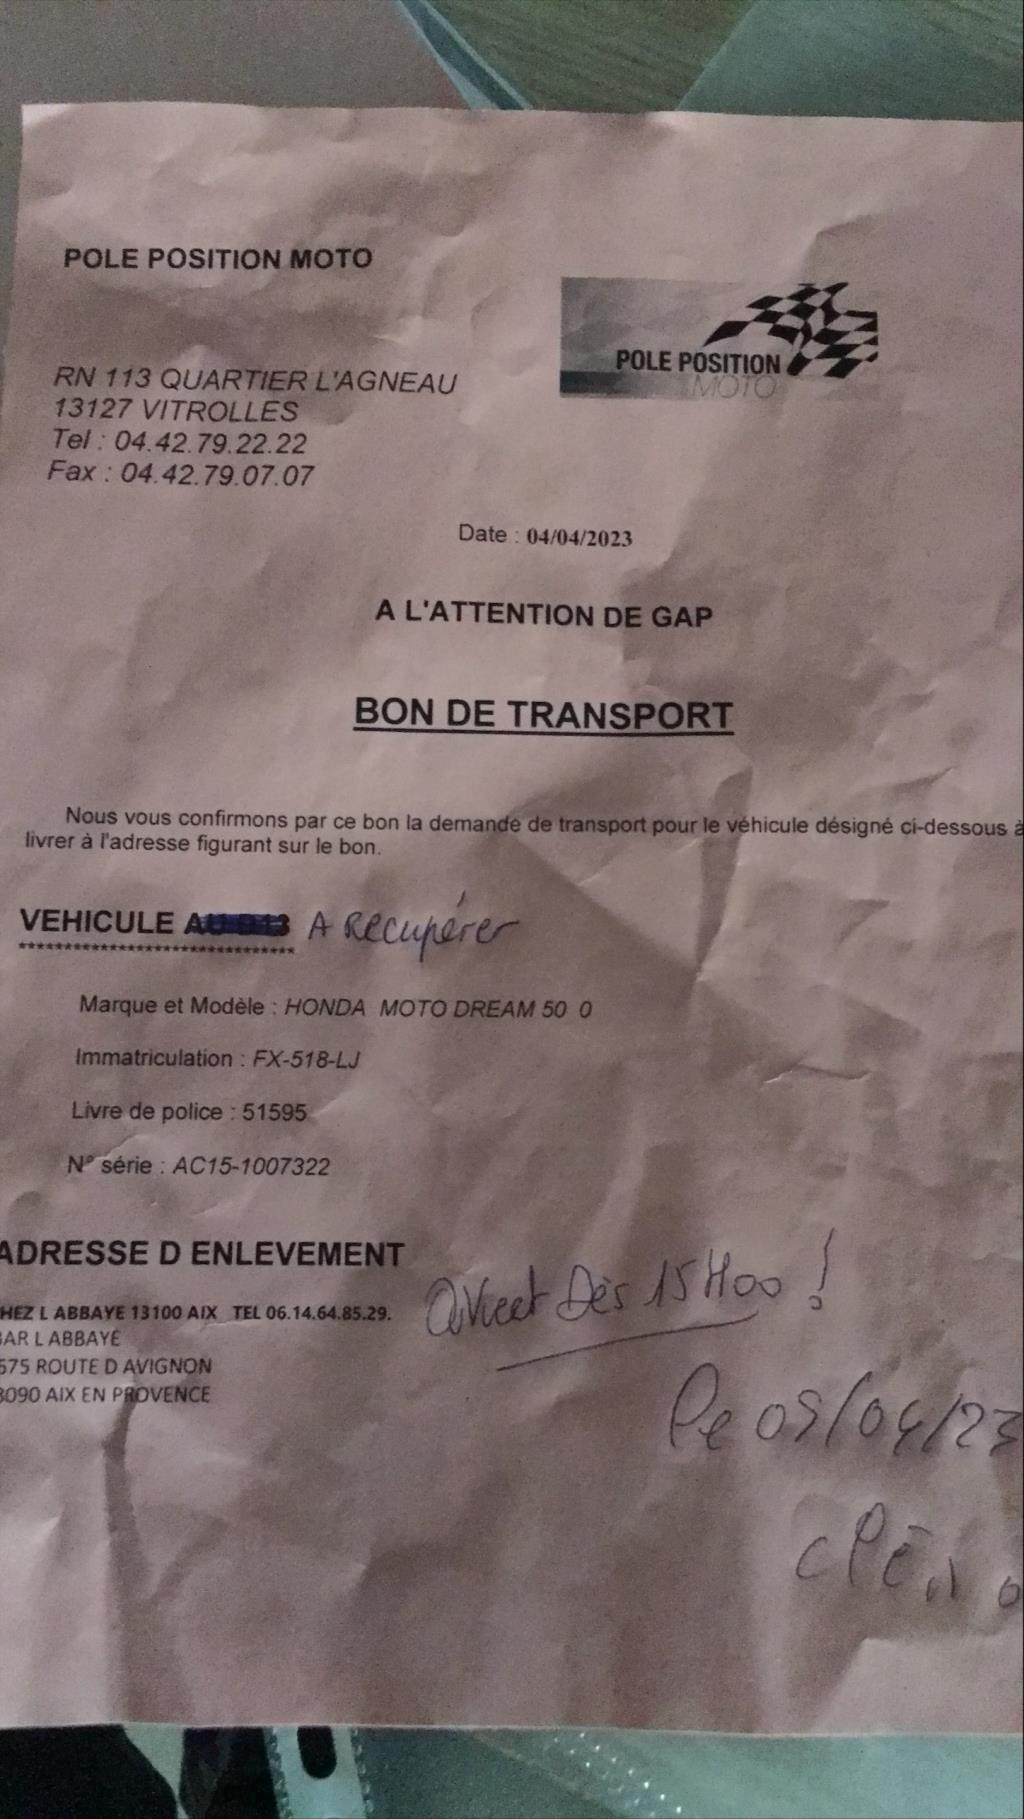 POLE POSITION MOTO
POLE POSITION
MOTO
RN 113 QUARTIER L'AGNEAU
13127 VITROLLES
Tel : 04.42.79.22.22
Fax : 04.42.79.07.07
Date : 04/04/2023
A L'ATTENTION DE GAP
BON DE TRANSPORT
Nous vous confirmons par ce bon la demande de transport pour le véhicule désigné ci-dessous à
livrer à l'adresse figurant sur le bon.
VEHICULE A Recupérer
*******************************
Marque et Modèle : HONDA MOTO DREAM 50 0
Immatriculation : FX-518-LJ
Livre de police : 51595
N° série : AC15-1007322
ADRESSE D ENLEVEMENT
HEZ L ABBAYE 13100 AIX TEL 06.14.64.85.29.
BAR L ABBAYE
575 ROUTE D AVIGNON
3090 AIX EN PROVENCE
Dès 15H00 !
/04/23